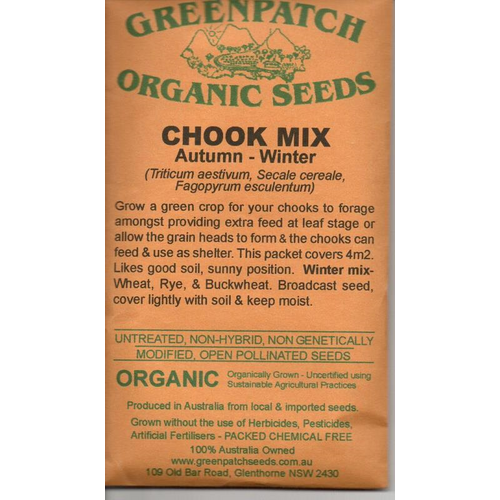 GREENPATCH
ORGANIC SEEDS
CHOOK MIX
Autumn - Winter
(Triticum aestivum, Secale cereale,
Fagopyrum esculentum)
Grow a green crop for your chooks to forage
amongst providing extra feed at leaf stage or
allow the grain heads to form & the chooks can
feed & use as shelter. This packet covers 4m2.
Likes good soil, sunny position. Winter mix-
Wheat, Rye, & Buckwheat. Broadcast seed,
cover lightly with soil & keep moist.
UNTREATED, NON-HYBRID, NON GENETICALLY
MODIFIED, OPEN POLLINATED SEEDS
ORGANIC Organically Grown - Uncertified using
Sustainable Agricultural Practices
Produced in Australia from local & imported seeds.
Grown without the use of Herbicides, Pesticides,
Artificial Fertilisers - PACKED CHEMICAL FREE
100% Australia Owned
www.greenpatchseeds.com.au
109 Old Bar Road, Glenthorne NSW 2430